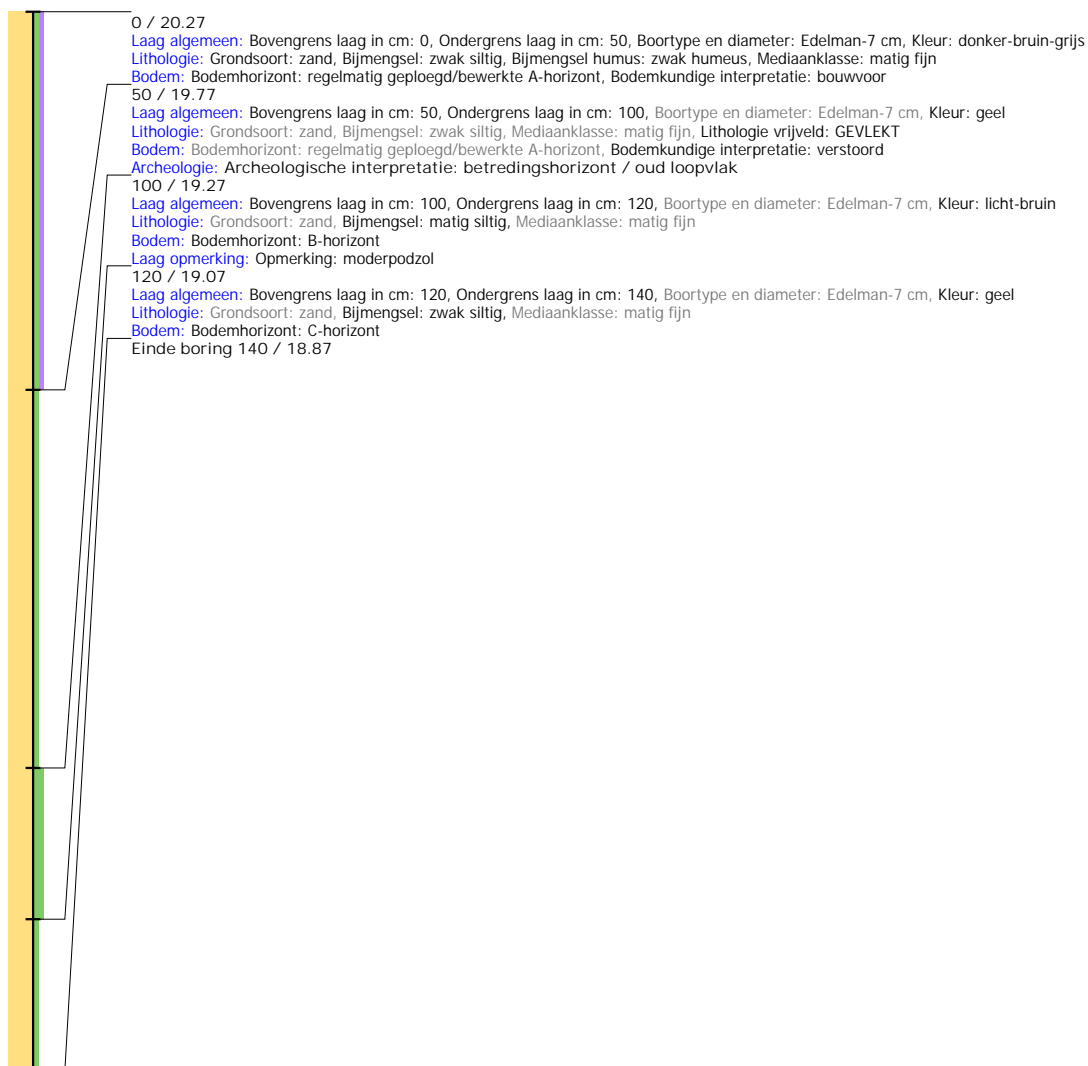 0 / 20.27
Laag algemeen: Bovengrens laag in cm: 0, Ondergrens laag in cm: 50, Boortype en diameter: Edelman-7 cm, Kleur: donker-bruin-grijs
Lithologie: Grondsoort: zand, Bijmengsel: zwak siltig, Bijmengsel humus: zwak humeus, Mediaanklasse: matig fijn
Bodem: Bodemhorizont: regelmatig geploegd/bewerkte A-horizont, Bodemkundige interpretatie: bouwvoor
50 / 19.77
Laag algemeen: Bovengrens laag in cm: 50, Ondergrens laag in cm: 100, Boortype en diameter: Edelman-7 cm, Kleur: geel
Lithologie: Grondsoort: zand, Bijmengsel: zwak siltig, Mediaanklasse: matig fijn, Lithologie vrijveld: GEVLEKT
Bodem: Bodemhorizont: regelmatig geploegd/bewerkte A-horizont, Bodemkundige interpretatie: verstoord
Archeologie: Archeologische interpretatie: betredingshorizont / oud loopvlak
100 / 19.27
Laag algemeen: Bovengrens laag in cm: 100, Ondergrens laag in cm: 120, Boortype en diameter: Edelman-7 cm, Kleur: licht-bruin
Lithologie: Grondsoort: zand, Bijmengsel: matig siltig, Mediaanklasse: matig fijn
Bodem: Bodemhorizont: B-horizont
Laag opmerking: Opmerking: moderpodzol
120 / 19.07
Laag algemeen: Bovengrens laag in cm: 120, Ondergrens laag in cm: 140, Boortype en diameter: Edelman-7 cm, Kleur: geel
Lithologie: Grondsoort: zand, Bijmengsel: zwak siltig, Mediaanklasse: matig fijn
Bodem: Bodemhorizont: C-horizont
Einde boring 140 / 18.87